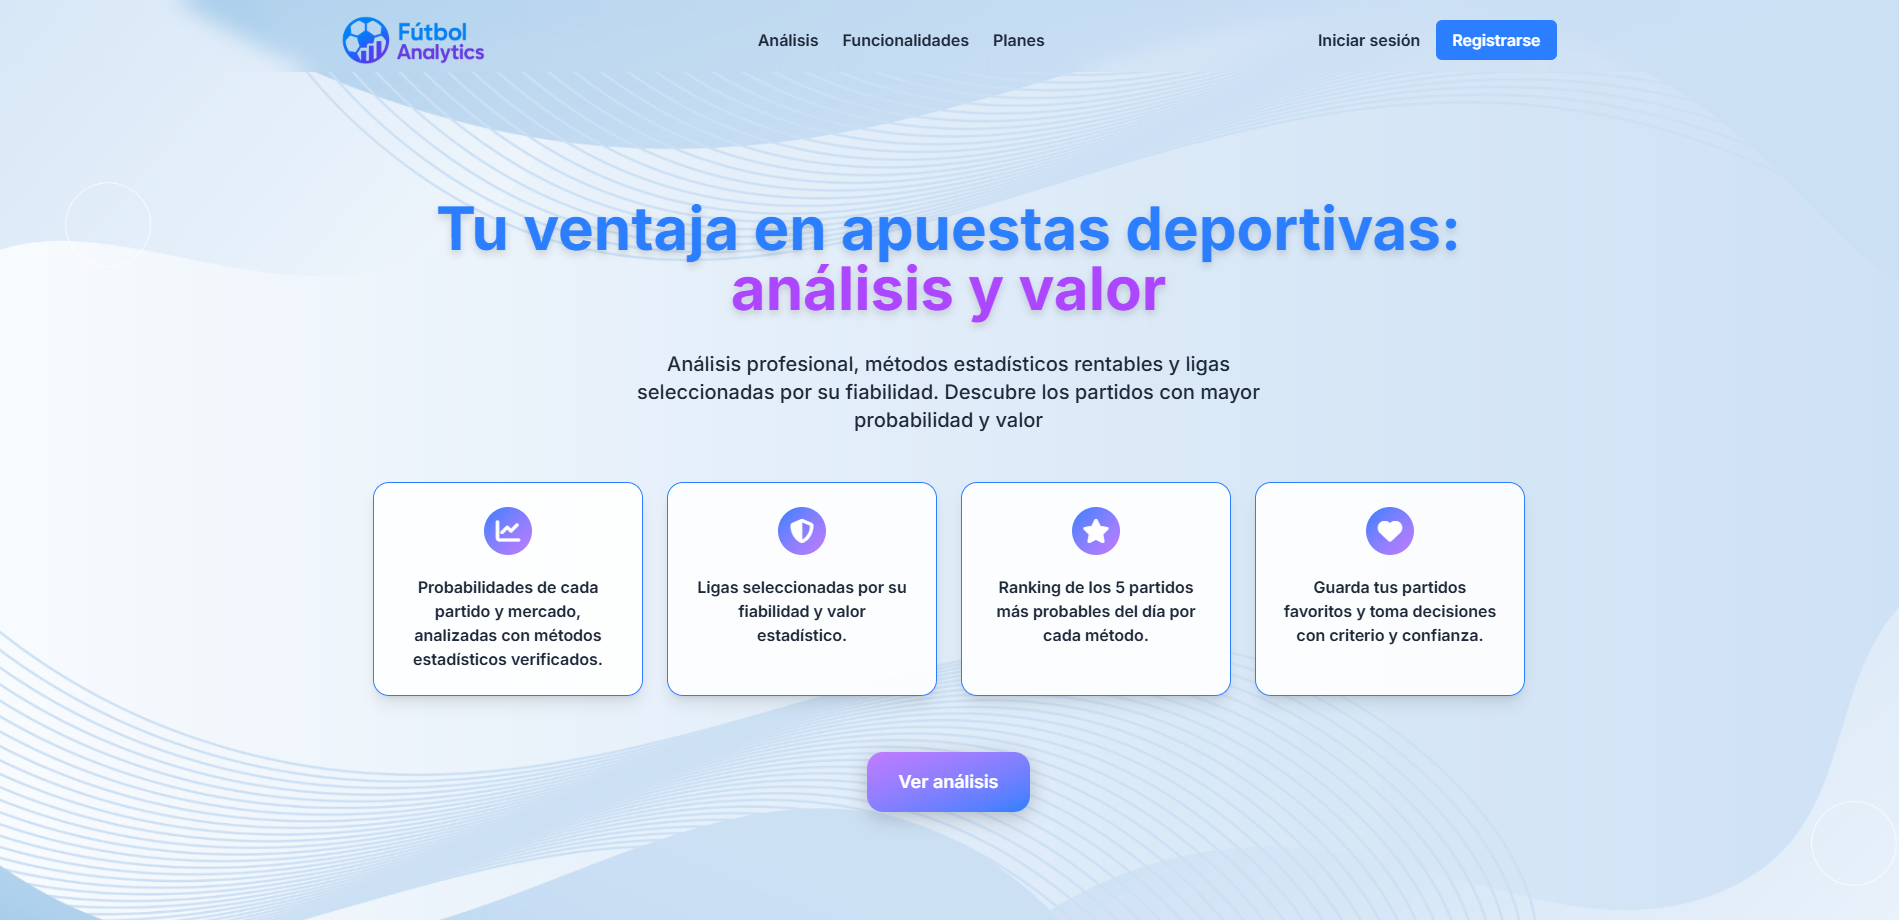 Fútbol
Analytics
Análisis
Funcionalidades
Planes
Iniciar sesión
Registrarse
Tu ventaja en apuestas deportivas:
análisis y valor
Análisis profesional, métodos estadísticos rentables y ligas
seleccionadas por su fiabilidad. Descubre los partidos con mayor
probabilidad y valor
Probabilidades de cada
partido y mercado,
analizadas con métodos
estadísticos verificados.
Ligas seleccionadas por su
fiabilidad y valor
estadístico.
Ranking de los 5 partidos
más probables del día por
cada método.
Guarda tus partidos
favoritos y toma decisiones
con criterio y confianza.
Ver análisis